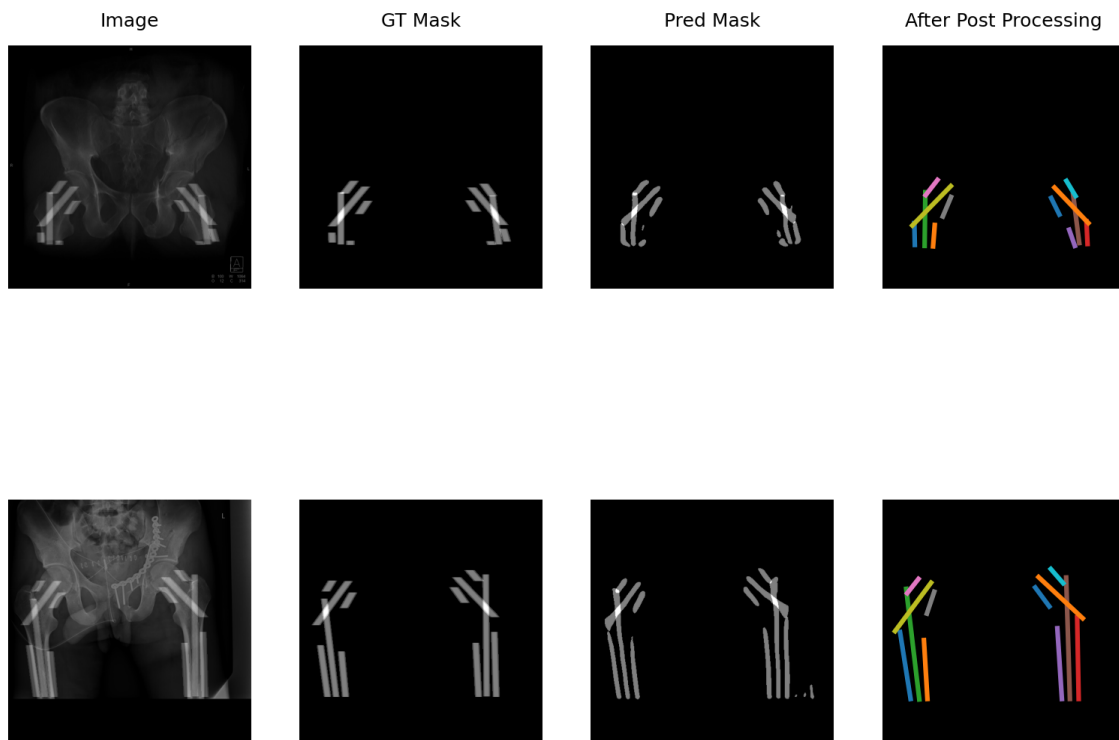 Image
GT Mask
Pred Mask
After Post Processing
A
L